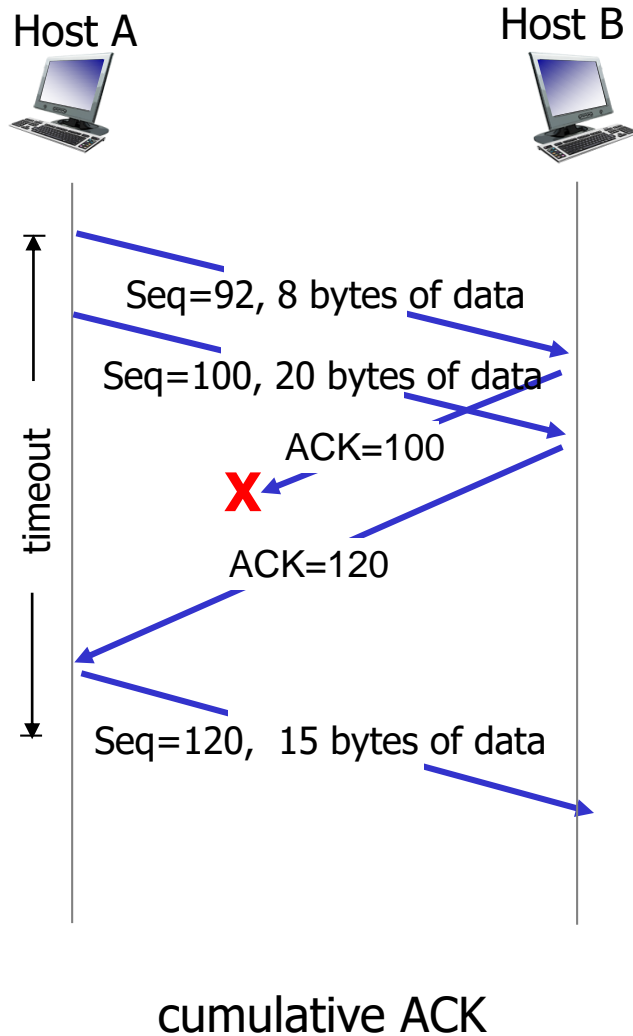 Host A
Host B
Seq=92, 8 bytes of data
Seq=100, 20 bytes of data
ACK=100
X
timeout
ACK=120
Seq=120,  15 bytes of data
cumulative ACK